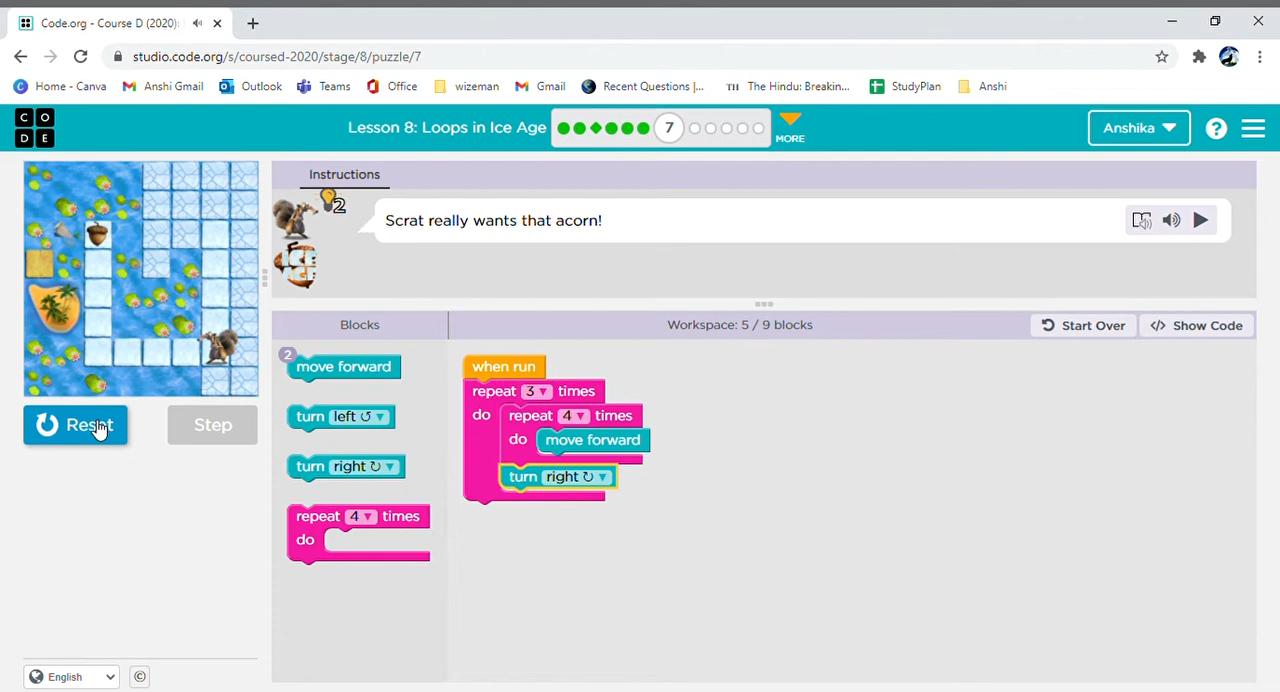 Code.org - Course D (2020):
studio.code.org/s/coursed-2020/stage/8/puzzle/7
Home - Canva Anshi Gmail Outlook Teams Office wizeman Gmail Recent Questions |... TH The Hindu: Breakin... StudyPlan Anshi
C O
D E
Lesson 8: Loops in Ice Age 7 MORE Anshika ?
Instructions
2
Scrat really wants that acorn!
ICE
AGE
Blocks Workspace: 5 / 9 blocks Start Over </> Show Code
2
move forward
turn left
turn right
repeat 4 times
do
when run
repeat 3 times
do repeat 4 times
do move forward
turn right
Reset Step
English ©